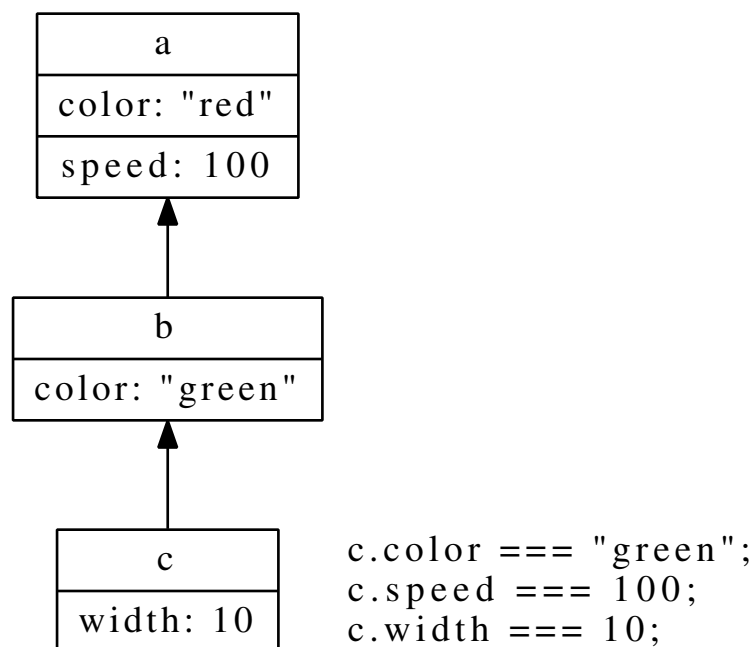 a
color: "red"
speed: 100
b
color: "green"
c
width: 10
c.color === "green";
c.speed === 100;
c.width === 10;